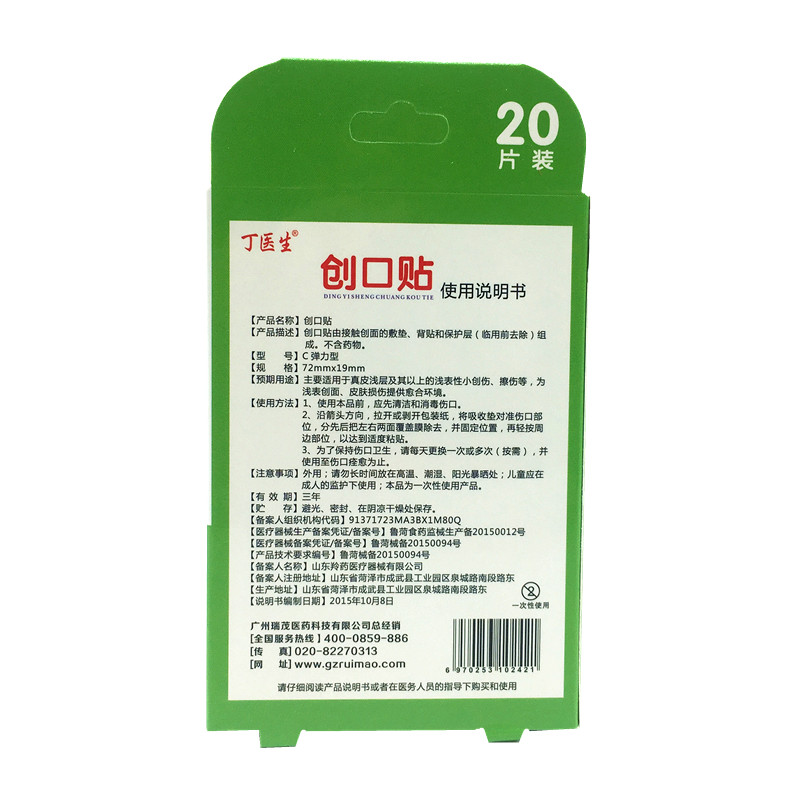 20
片装
丁医生®
创口贴 使用说明书
DING YI SHENG CHUANG KOU TIE
【产品名称】创口贴
【产品描述】创口贴由接触创面的敷垫、背贴和保护层（临用前去除）组
成。不含药物。
【型 号】C 弹力型
【规 格】72mmx19mm
【预期用途】主要适用于真皮浅层及其以上的浅表性小创伤、擦伤等，为
浅表创面、皮肤损伤提供愈合环境。
【使用方法】1、使用本品前，应先清洁和消毒伤口。
2、沿箭头方向，拉开或剥开包装纸，将吸收垫对准伤口部
位，分先后把左右两面覆盖膜除去，并固定位置，再轻按周
边部位，以达到适度粘贴。
3、为了保持伤口卫生，请每天更换一次或多次（按需），并
使用至伤口痊愈为止。
【注意事项】外用；请勿长时间放在高温、潮湿、阳光暴晒处；儿童应在
成人的监护下使用；本品为一次性使用产品。
【有 效 期】三年
【贮 存】避光、密封、在阴凉干燥处保存。
【备案人组织机构代码】91371723MA3BX1M80Q
【医疗器械生产备案凭证/备案号】鲁菏食药监械生产备20150012号
【医疗器械备案凭证/备案号】鲁菏械备20150094号
【产品技术要求编号】鲁菏械备20150094号
【备案人名称】山东羚药医疗器械有限公司
【备案人注册地址】山东省菏泽市成武县工业园区泉城路南段路东
【生产地址】山东省菏泽市成武县工业园区泉城路南段路东
【说明书编制日期】2015年10月8日
2
一次性使用
广州瑞茂医药科技有限公司总经销
[全国服务热线]400-0859-886
[传 真]020-82270313
[网 址]www.gzruimao.com
6 970253 102421
请仔细阅读产品说明书或者在医务人员的指导下购买和使用